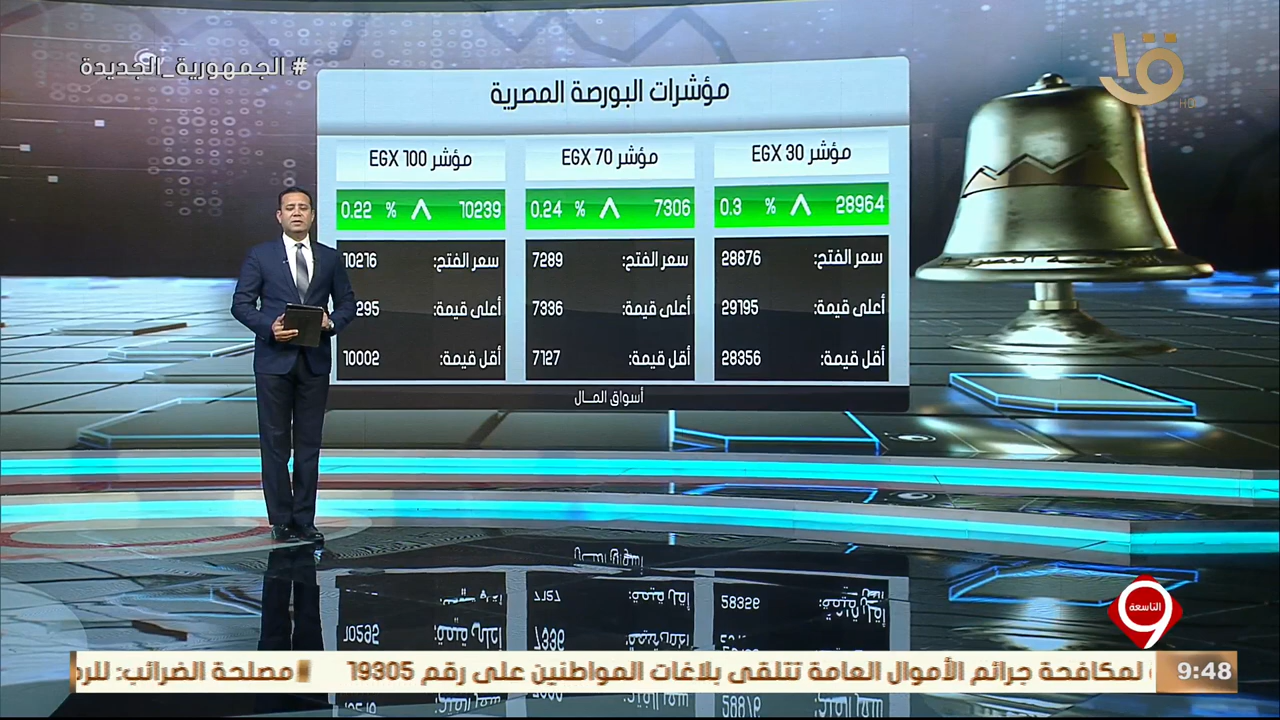 #الجمهورية_الجديدة
HD
مؤشرات البورصة المصرية
مؤشر EGX 30
28964 % 0.3
سعر الفتح: 28876
أعلى قيمة: 29195
أقل قيمة: 28356
مؤشر EGX 70
7306 % 0.24
سعر الفتح: 7289
أعلى قيمة: 7336
أقل قيمة: 7127
مؤشر EGX 100
10239 % 0.22
سعر الفتح: 10216
أعلى قيمة: 295
أقل قيمة: 10002
أسواق المال
التاسعة
9
9:48
لمكافحة جرائم الأموال العامة تتلقى بلاغات المواطنين على رقم 19305
مصلحة الضرائب: